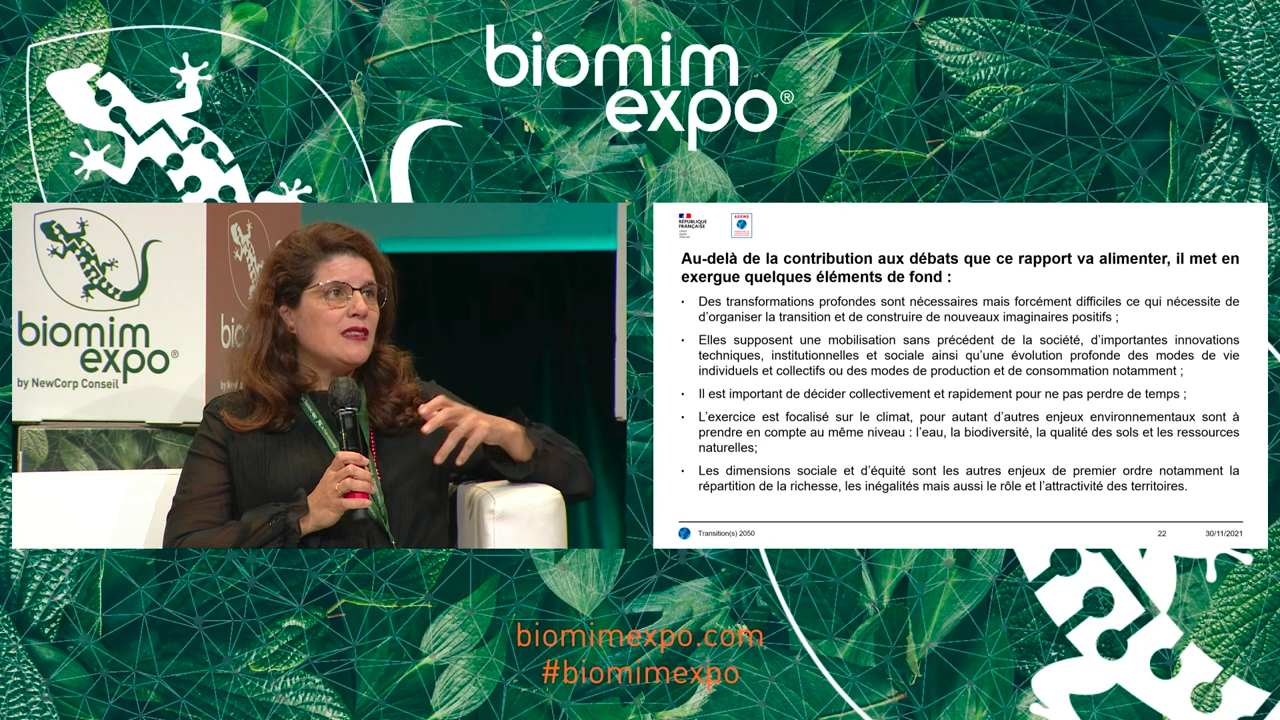 biomim
expo®
biomim
expo®
by NewCorp Conseil
RÉPUBLIQUE
FRANÇAISE
ADEME
Au-delà de la contribution aux débats que ce rapport va alimenter, il met en
exergue quelques éléments de fond :
· Des transformations profondes sont nécessaires mais forcément difficiles ce qui nécessite de
d’organiser la transition et de construire de nouveaux imaginaires positifs ;
· Elles supposent une mobilisation sans précédent de la société, d’importantes innovations
techniques, institutionnelles et sociale ainsi qu’une évolution profonde des modes de vie
individuels et collectifs ou des modes de production et de consommation notamment ;
· Il est important de décider collectivement et rapidement pour ne pas perdre de temps ;
· L’exercice est focalisé sur le climat, pour autant d’autres enjeux environnementaux sont à
prendre en compte au même niveau : l’eau, la biodiversité, la qualité des sols et les ressources
naturelles;
· Les dimensions sociale et d’équité sont les autres enjeux de premier ordre notamment la
répartition de la richesse, les inégalités mais aussi le rôle et l’attractivité des territoires.
Transition(s) 2050
22
30/11/2021
biomimexpo.com
#biomimexpo